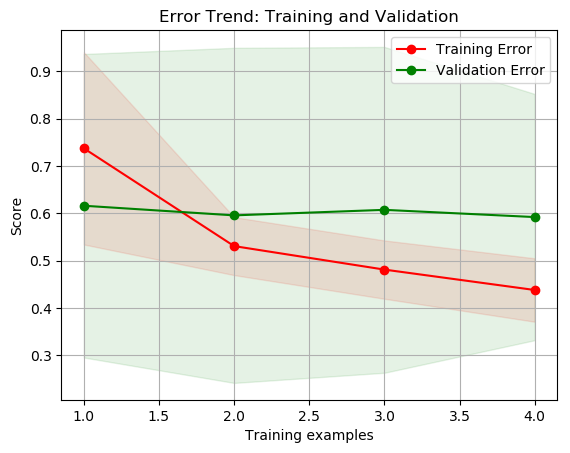 Error Trend: Training and Validation
Training Error
Validation Error
0.9
0.8
0.7
0.6
0.5
0.4
0.3
Score
1.0 1.5 2.0 2.5 3.0 3.5 4.0
Training examples